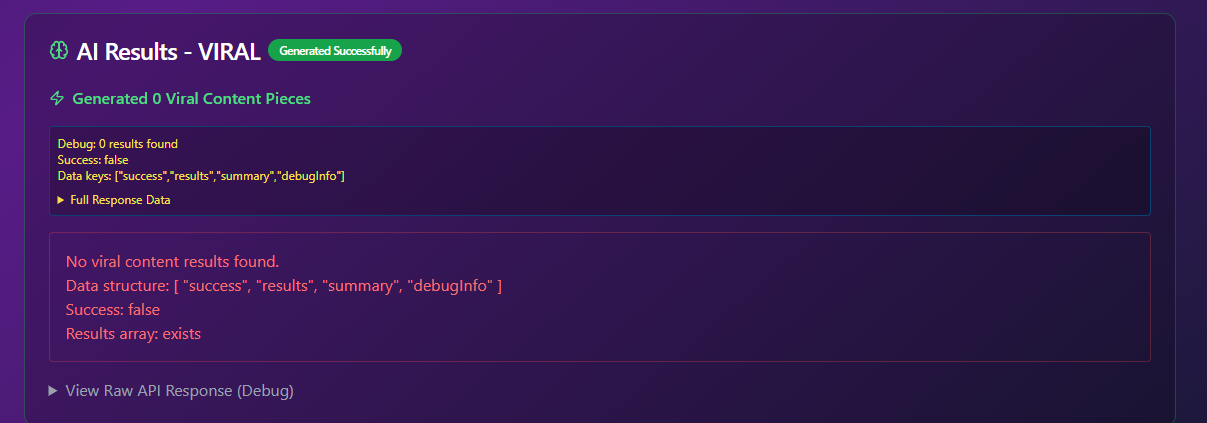 AI Results - VIRAL Generated Successfully
Generated 0 Viral Content Pieces
Debug: 0 results found
Success: false
Data keys: ["success","results","summary","debugInfo"]
▶ Full Response Data
No viral content results found.
Data structure: [ "success", "results", "summary", "debugInfo" ]
Success: false
Results array: exists
▶ View Raw API Response (Debug)